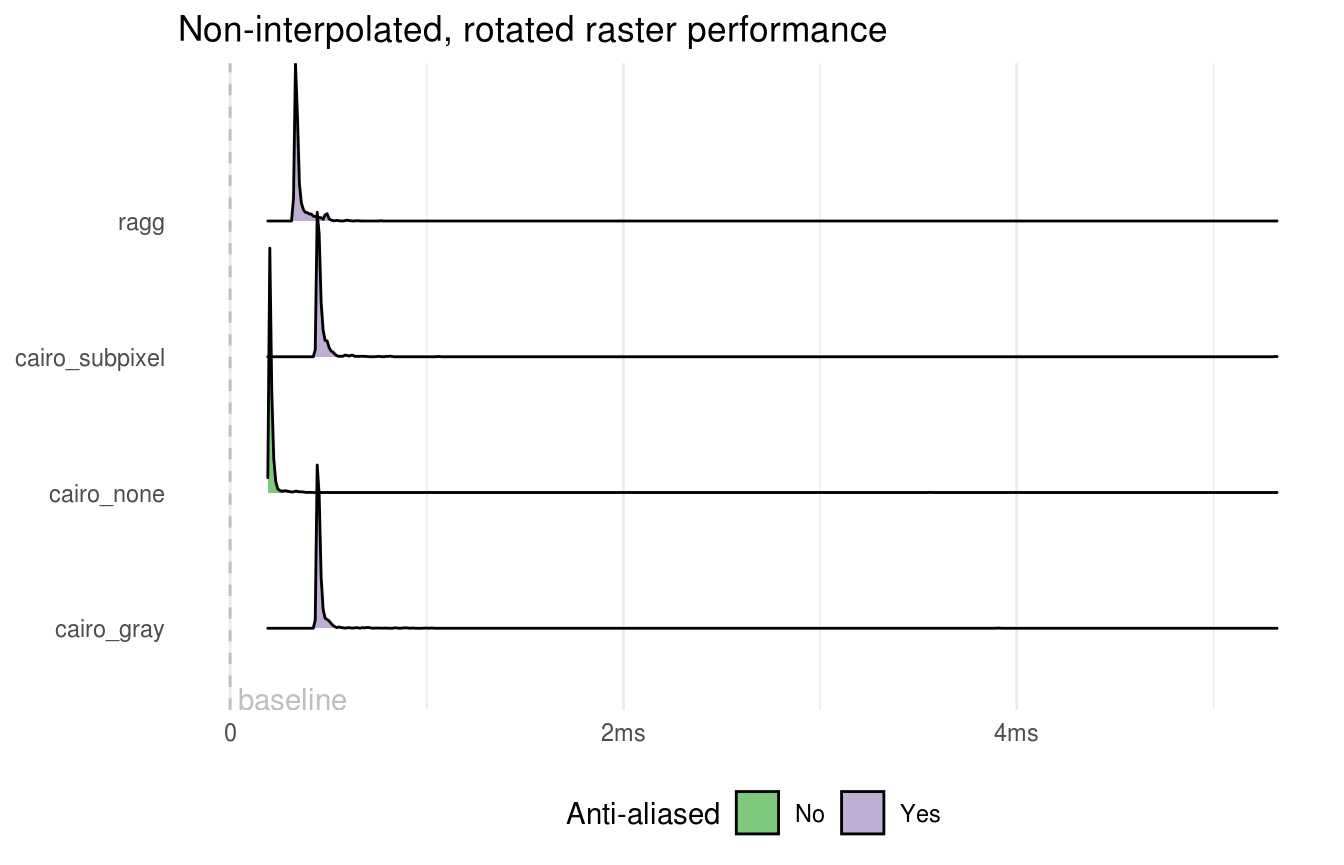 Non-interpolated, rotated raster performance
ragg
cairo_subpixel
cairo_none
cairo_gray
baseline
0 2ms 4ms
Anti-aliased No Yes